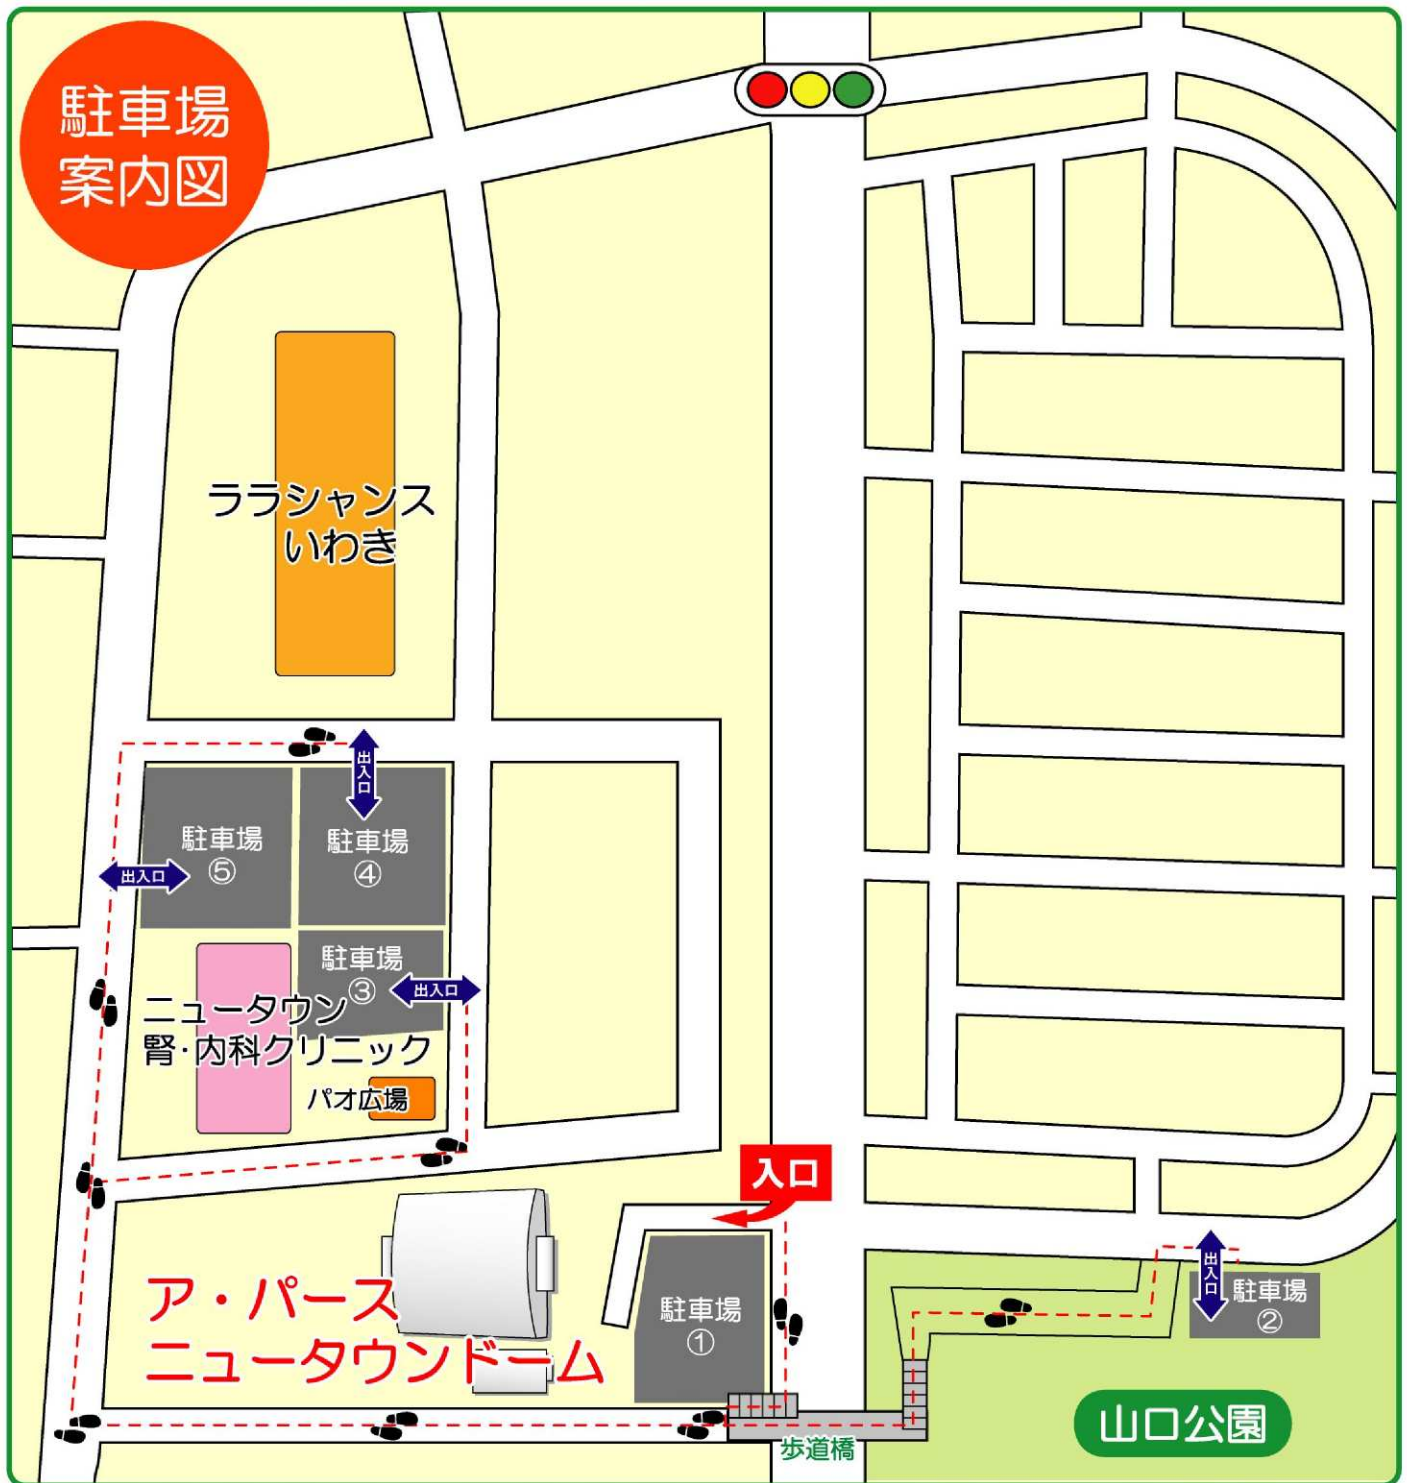 駐車場
案内図
ララシャンス
いわき
出入口
駐車場
⑤
駐車場
④
出入口
駐車場
③
出入口
ニュータウン
腎・内科クリニック
パオ広場
入口
ア・パース
ニュータウンドーム
駐車場
①
出入口
駐車場
②
山口公園
歩道橋